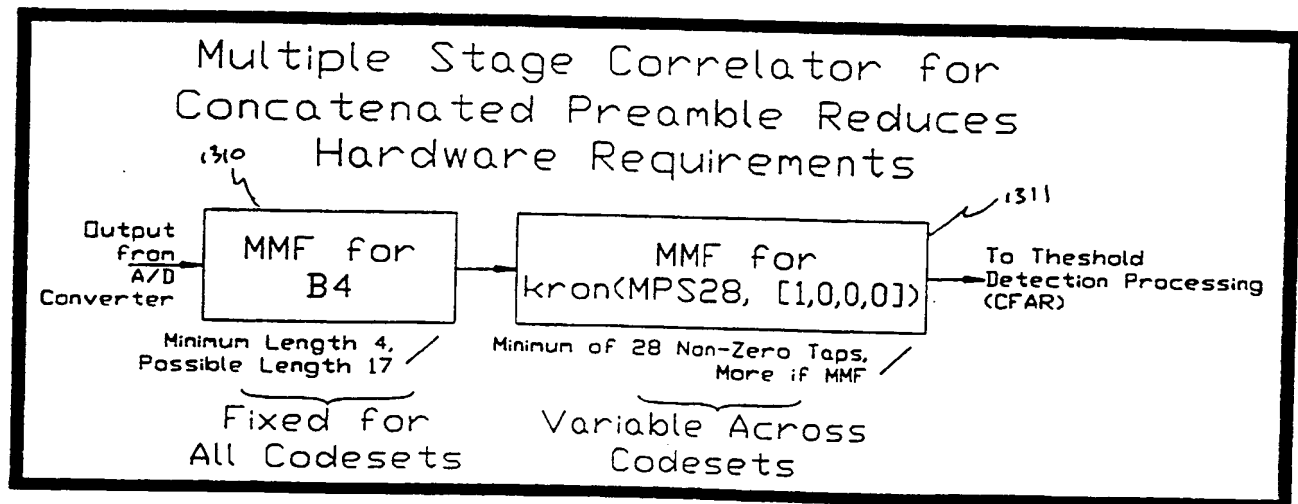 Multiple Stage Correlator for
Concatenated Preamble Reduces
Hardware Requirements
1310
1311
Output
from
A/D
Converter
MMF for
B4
MMF for
kron(MPS28, [1,0,0,0])
To Theshold
Detection Processing
(CFAR)
Minimum Length 4,
Possible Length 17
Minimum of 28 Non-Zero Taps,
More if MMF
Fixed for
All Codesets
Variable Across
Codesets